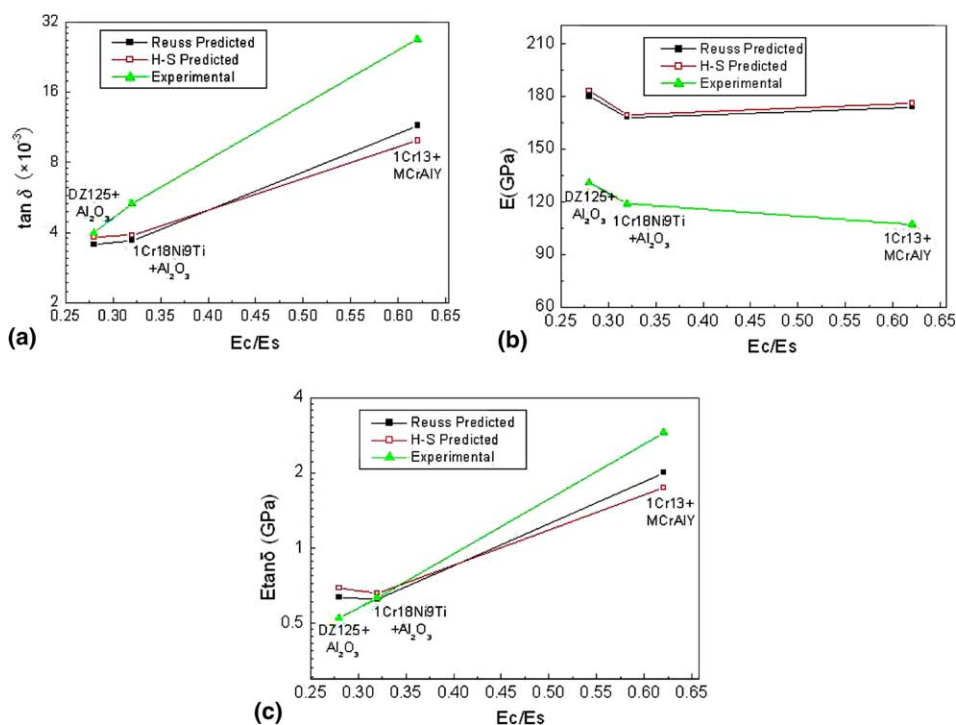 32
16
8
4
2
tan δ (×10⁻³)
Reuss Predicted
H-S Predicted
Experimental
DZ125+
Al₂O₃
1Cr18Ni9Ti
+Al₂O₃
1Cr13+
MCrAlY
0.25 0.30 0.35 0.40 0.45 0.50 0.55 0.60 0.65
Ec/Es
(a)
210
180
150
120
90
60
E(GPa)
Reuss Predicted
H-S Predicted
Experimental
DZ125+
Al₂O₃
1Cr18Ni9Ti
+Al₂O₃
1Cr13+
MCrAlY
0.25 0.30 0.35 0.40 0.45 0.50 0.55 0.60 0.65
Ec/Es
(b)
4
2
1
0.5
Etanδ (GPa)
Reuss Predicted
H-S Predicted
Experimental
1Cr13+
MCrAlY
1Cr18Ni9Ti
+Al₂O₃
DZ125+
Al₂O₃
0.25 0.30 0.35 0.40 0.45 0.50 0.55 0.60 0.65
Ec/Es
(c)